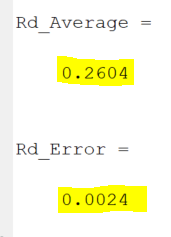 Rd_Average =
0.2604
Rd_Error =
0.0024